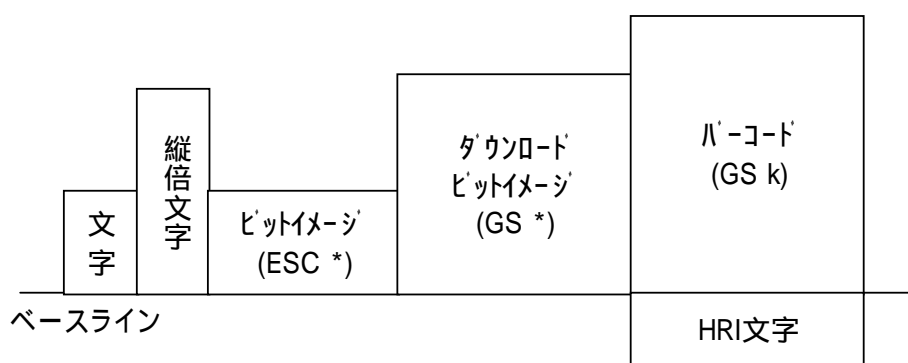 文
字
縦
倍
文
字
ﾋﾞｯﾄｲﾒｰｼﾞ
(ESC *)
ﾀﾞｳﾝﾛｰﾄﾞ
ﾋﾞｯﾄｲﾒｰｼﾞ
(GS *)
ﾊﾞｰｺｰﾄﾞ
(GS k)
ベースライン
HRI文字